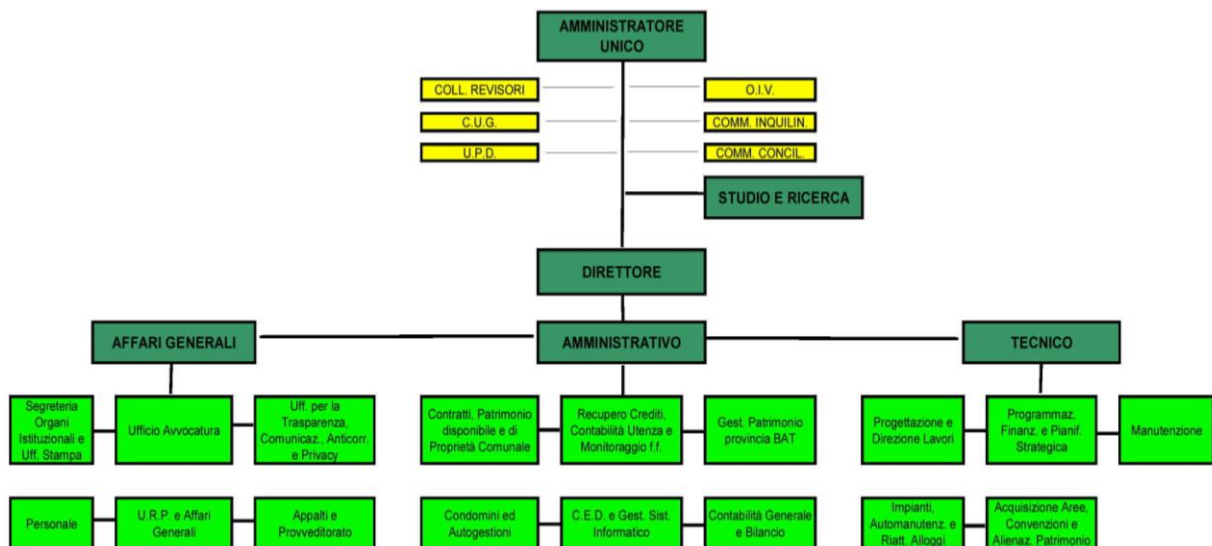 AMMINISTRATORE
UNICO
COLL. REVISORI
O.I.V.
C.U.G.
COMM. INQUILIN.
U.P.D.
COMM. CONCIL.
STUDIO E RICERCA
DIRETTORE
AFFARI GENERALI
AMMINISTRATIVO
TECNICO
Segreteria
Organi
Istituzionali e
Uff. Stampa
Ufficio Avvocatura
Uff. per la
Trasparenza,
Comunicaz., Anticorr.
e Privacy
Contratti, Patrimonio
disponibile e di
Proprietà Comunale
Recupero Crediti,
Contabilità Utenza e
Monitoraggio f.f.
Gest. Patrimonio
provincia BAT
Progettazione e
Direzione Lavori
Programmaz,
Finanz. e Pianif.
Strategica
Manutenzione
Personale
U.R.P. e Affari
Generali
Appalti e
Provveditorato
Condomini ed
Autogestioni
C.E.D. e Gest. Sist.
Informatico
Contabilità Generale
e Bilancio
Impianti,
Automanutenz. e
Riatt. Alloggi
Acquisizione Aree,
Convenzioni e
Alienaz. Patrimonio